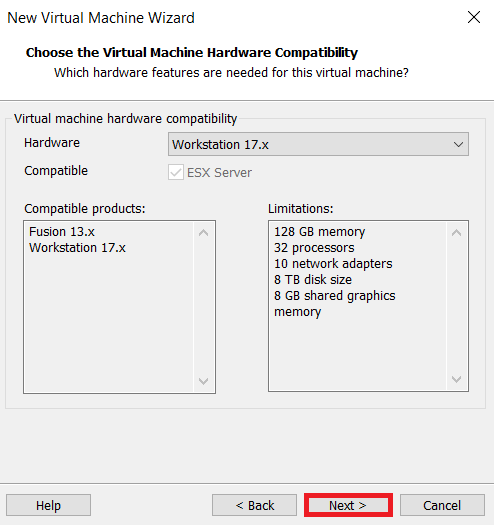 New Virtual Machine Wizard
Choose the Virtual Machine Hardware Compatibility
Which hardware features are needed for this virtual machine?
Virtual machine hardware compatibility
Hardware
Workstation 17.x
Compatible
ESX Server
Compatible products:
Fusion 13.x
Workstation 17.x
Limitations:
128 GB memory
32 processors
10 network adapters
8 TB disk size
8 GB shared graphics
memory
Help
< Back
Next >
Cancel